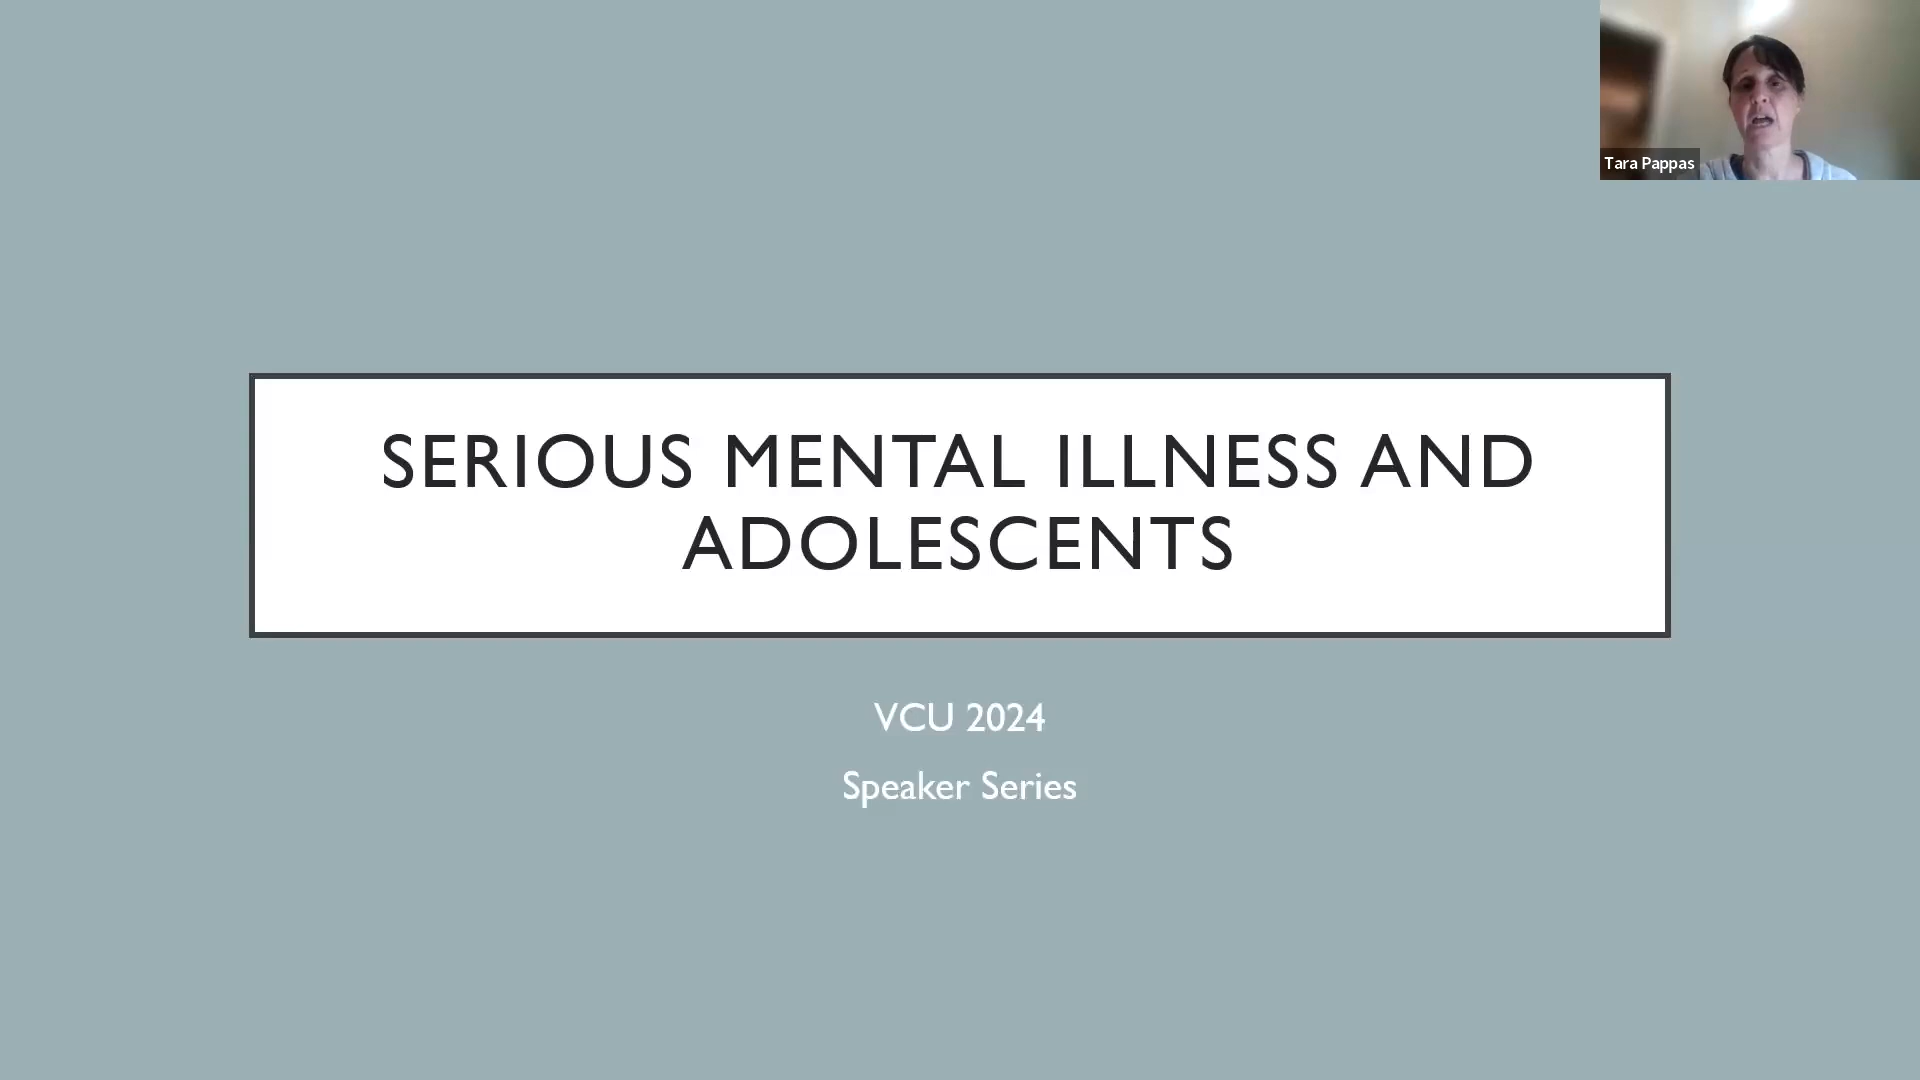 Tara Pappas
SERIOUS MENTAL ILLNESS AND
ADOLESCENTS
VCU 2024
Speaker Series